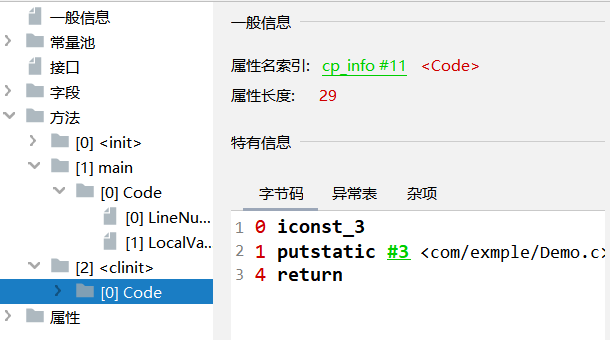 一般信息
常量池
接口
字段
方法
[0] <init>
[1] main
[0] Code
[0] LineNu...
[1] LocalVa...
[2] <clinit>
[0] Code
属性
一般信息
属性名索引: cp_info #11 <Code>
属性长度: 29
特有信息
字节码 异常表 杂项
1 0 iconst_3
2 1 putstatic #3 <com/exmple/Demo.c
3 4 return